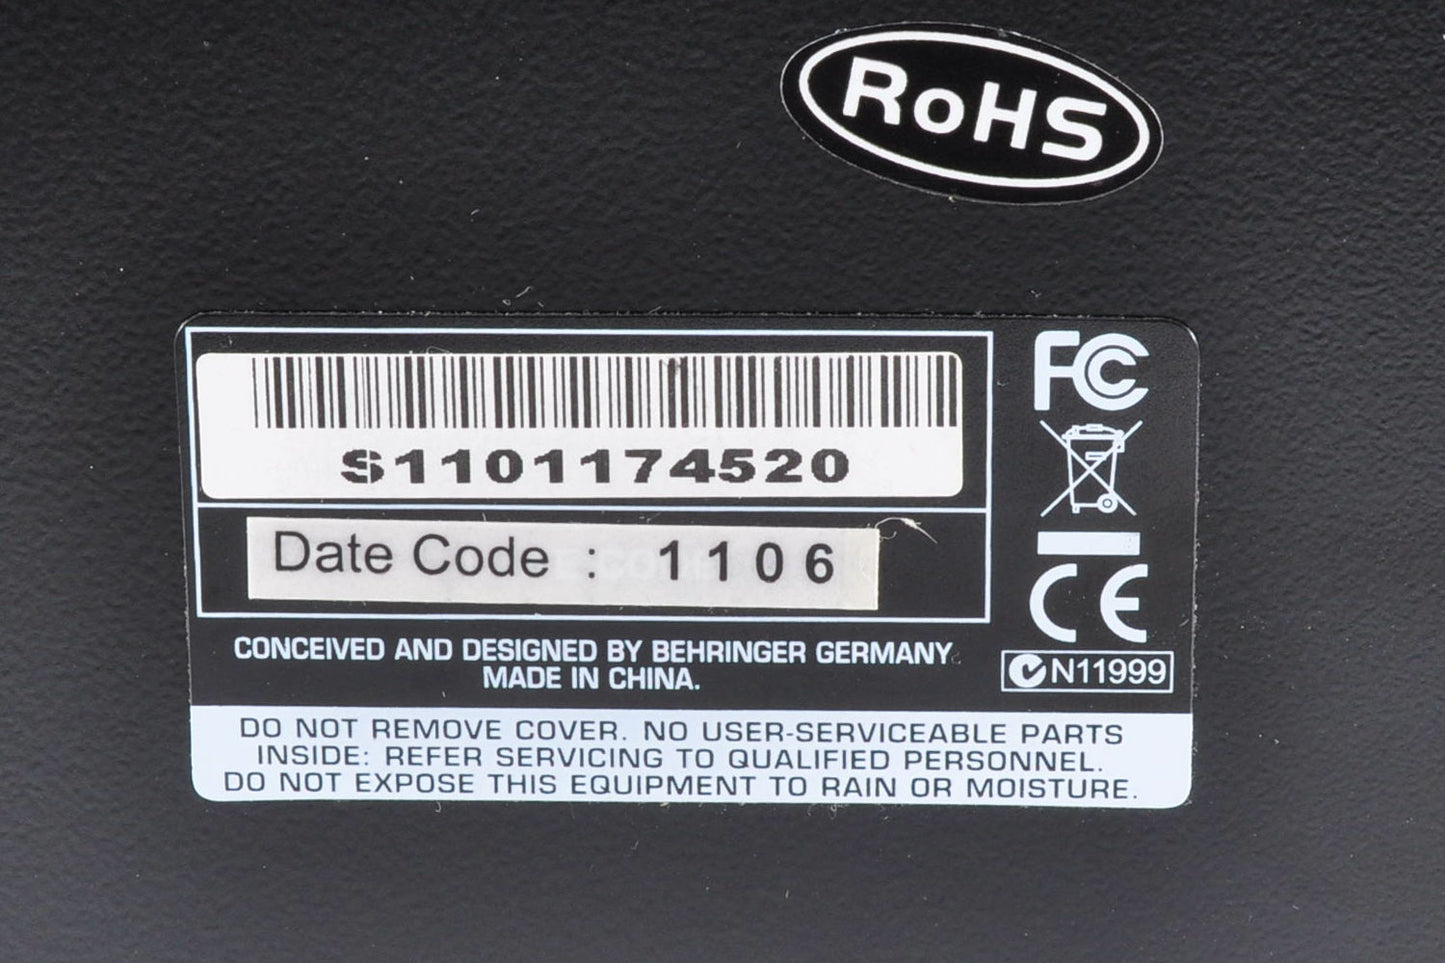 RoHS
S1101174520
Date Code : 1106
CONCEIVED AND DESIGNED BY BEHRINGER GERMANY
MADE IN CHINA.
FC
CE
N11999
DO NOT REMOVE COVER. NO USER-SERVICEABLE PARTS
INSIDE: REFER SERVICING TO QUALIFIED PERSONNEL.
DO NOT EXPOSE THIS EQUIPMENT TO RAIN OR MOISTURE.